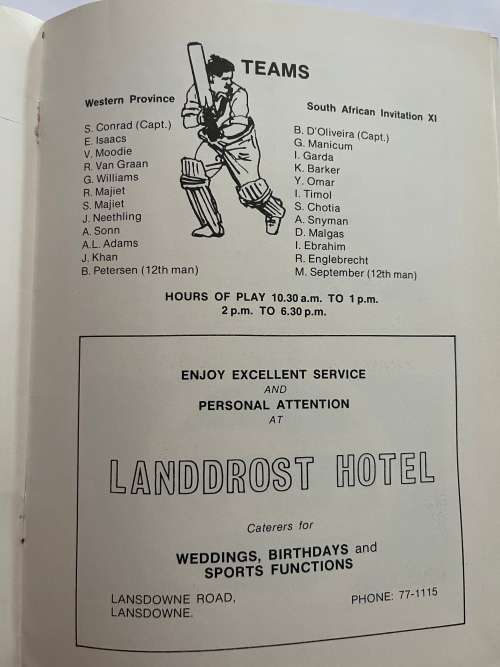 TEAMS
Western Province
S. Conrad (Capt.)
E. Isaacs
V. Moodie
R. Van Graan
G. Williams
R. Majiet
S. Majiet
J. Neethling
A. Sonn
A.L. Adams
J. Khan
B. Petersen (12th man)
South African Invitation XI
B. D'Oliveira (Capt.)
G. Manicum
I. Garda
K. Barker
Y. Omar
I. Timol
S. Chotia
A. Snyman
D. Malgas
I. Ebrahim
R. Englebrecht
M. September (12th man)
HOURS OF PLAY 10.30 a.m. TO 1 p.m.
2 p.m. TO 6.30 p.m.
ENJOY EXCELLENT SERVICE
AND
PERSONAL ATTENTION
AT
LANDDROST HOTEL
Caterers for
WEDDINGS, BIRTHDAYS and
SPORTS FUNCTIONS
LANSDOWNE ROAD,
LANSDOWNE.
PHONE: 77-1115